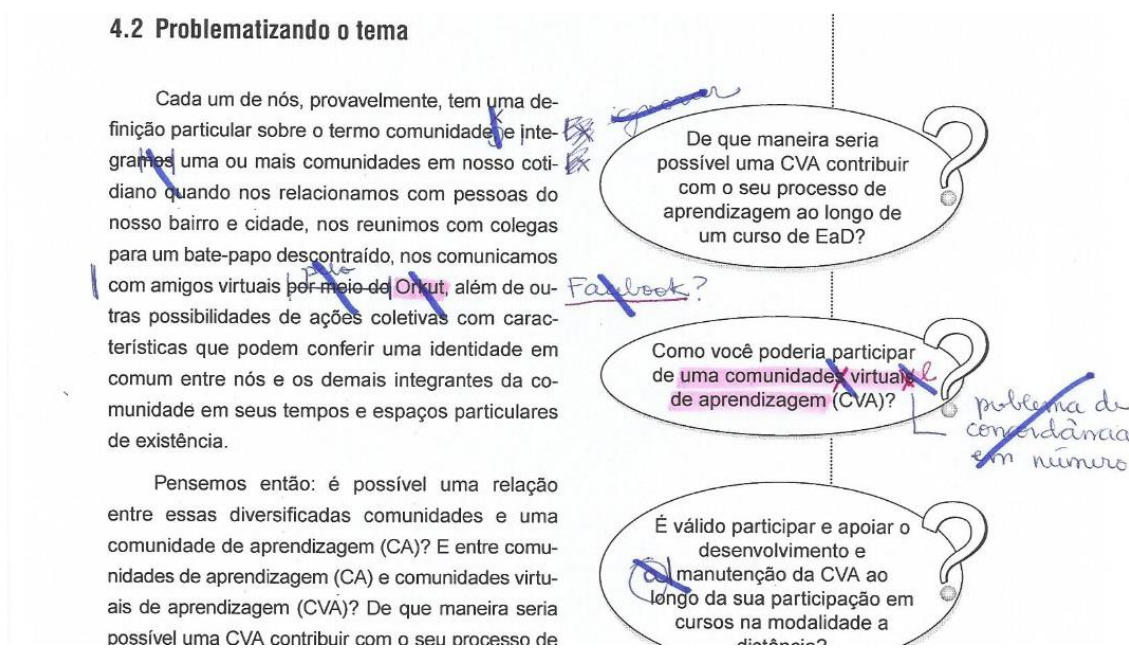 4.2 Problematizando o tema
Cada um de nós, provavelmente, tem uma de-
finição particular sobre o termo comunidades e inte-
gramos uma ou mais comunidades em nosso coti-
diano quando nos relacionamos com pessoas do
nosso bairro e cidade, nos reunimos com colegas
para um bate-papo descontraído, nos comunicamos
pelo
com amigos virtuais por meio do Orkut, além de ou-
tras possibilidades de ações coletivas com carac-
terísticas que podem conferir uma identidade em
comum entre nós e os demais integrantes da co-
munidade em seus tempos e espaços particulares
de existência.
Pensemos então: é possível uma relação
entre essas diversificadas comunidades e uma
comunidade de aprendizagem (CA)? E entre comu-
nidades de aprendizagem (CA) e comunidades virtu-
ais de aprendizagem (CVA)? De que maneira seria
possível uma CVA contribuir com o seu processo de
ignorar
De que maneira seria
possível uma CVA contribuir
com o seu processo de
aprendizagem ao longo de
um curso de EaD?
Facebook?
Como você poderia participar
de uma comunidades virtuais l
de aprendizagem (CVA)?
problema de
concordância
em número
É válido participar e apoiar o
desenvolvimento e
a manutenção da CVA ao
longo da sua participação em
cursos na modalidade a
distância?